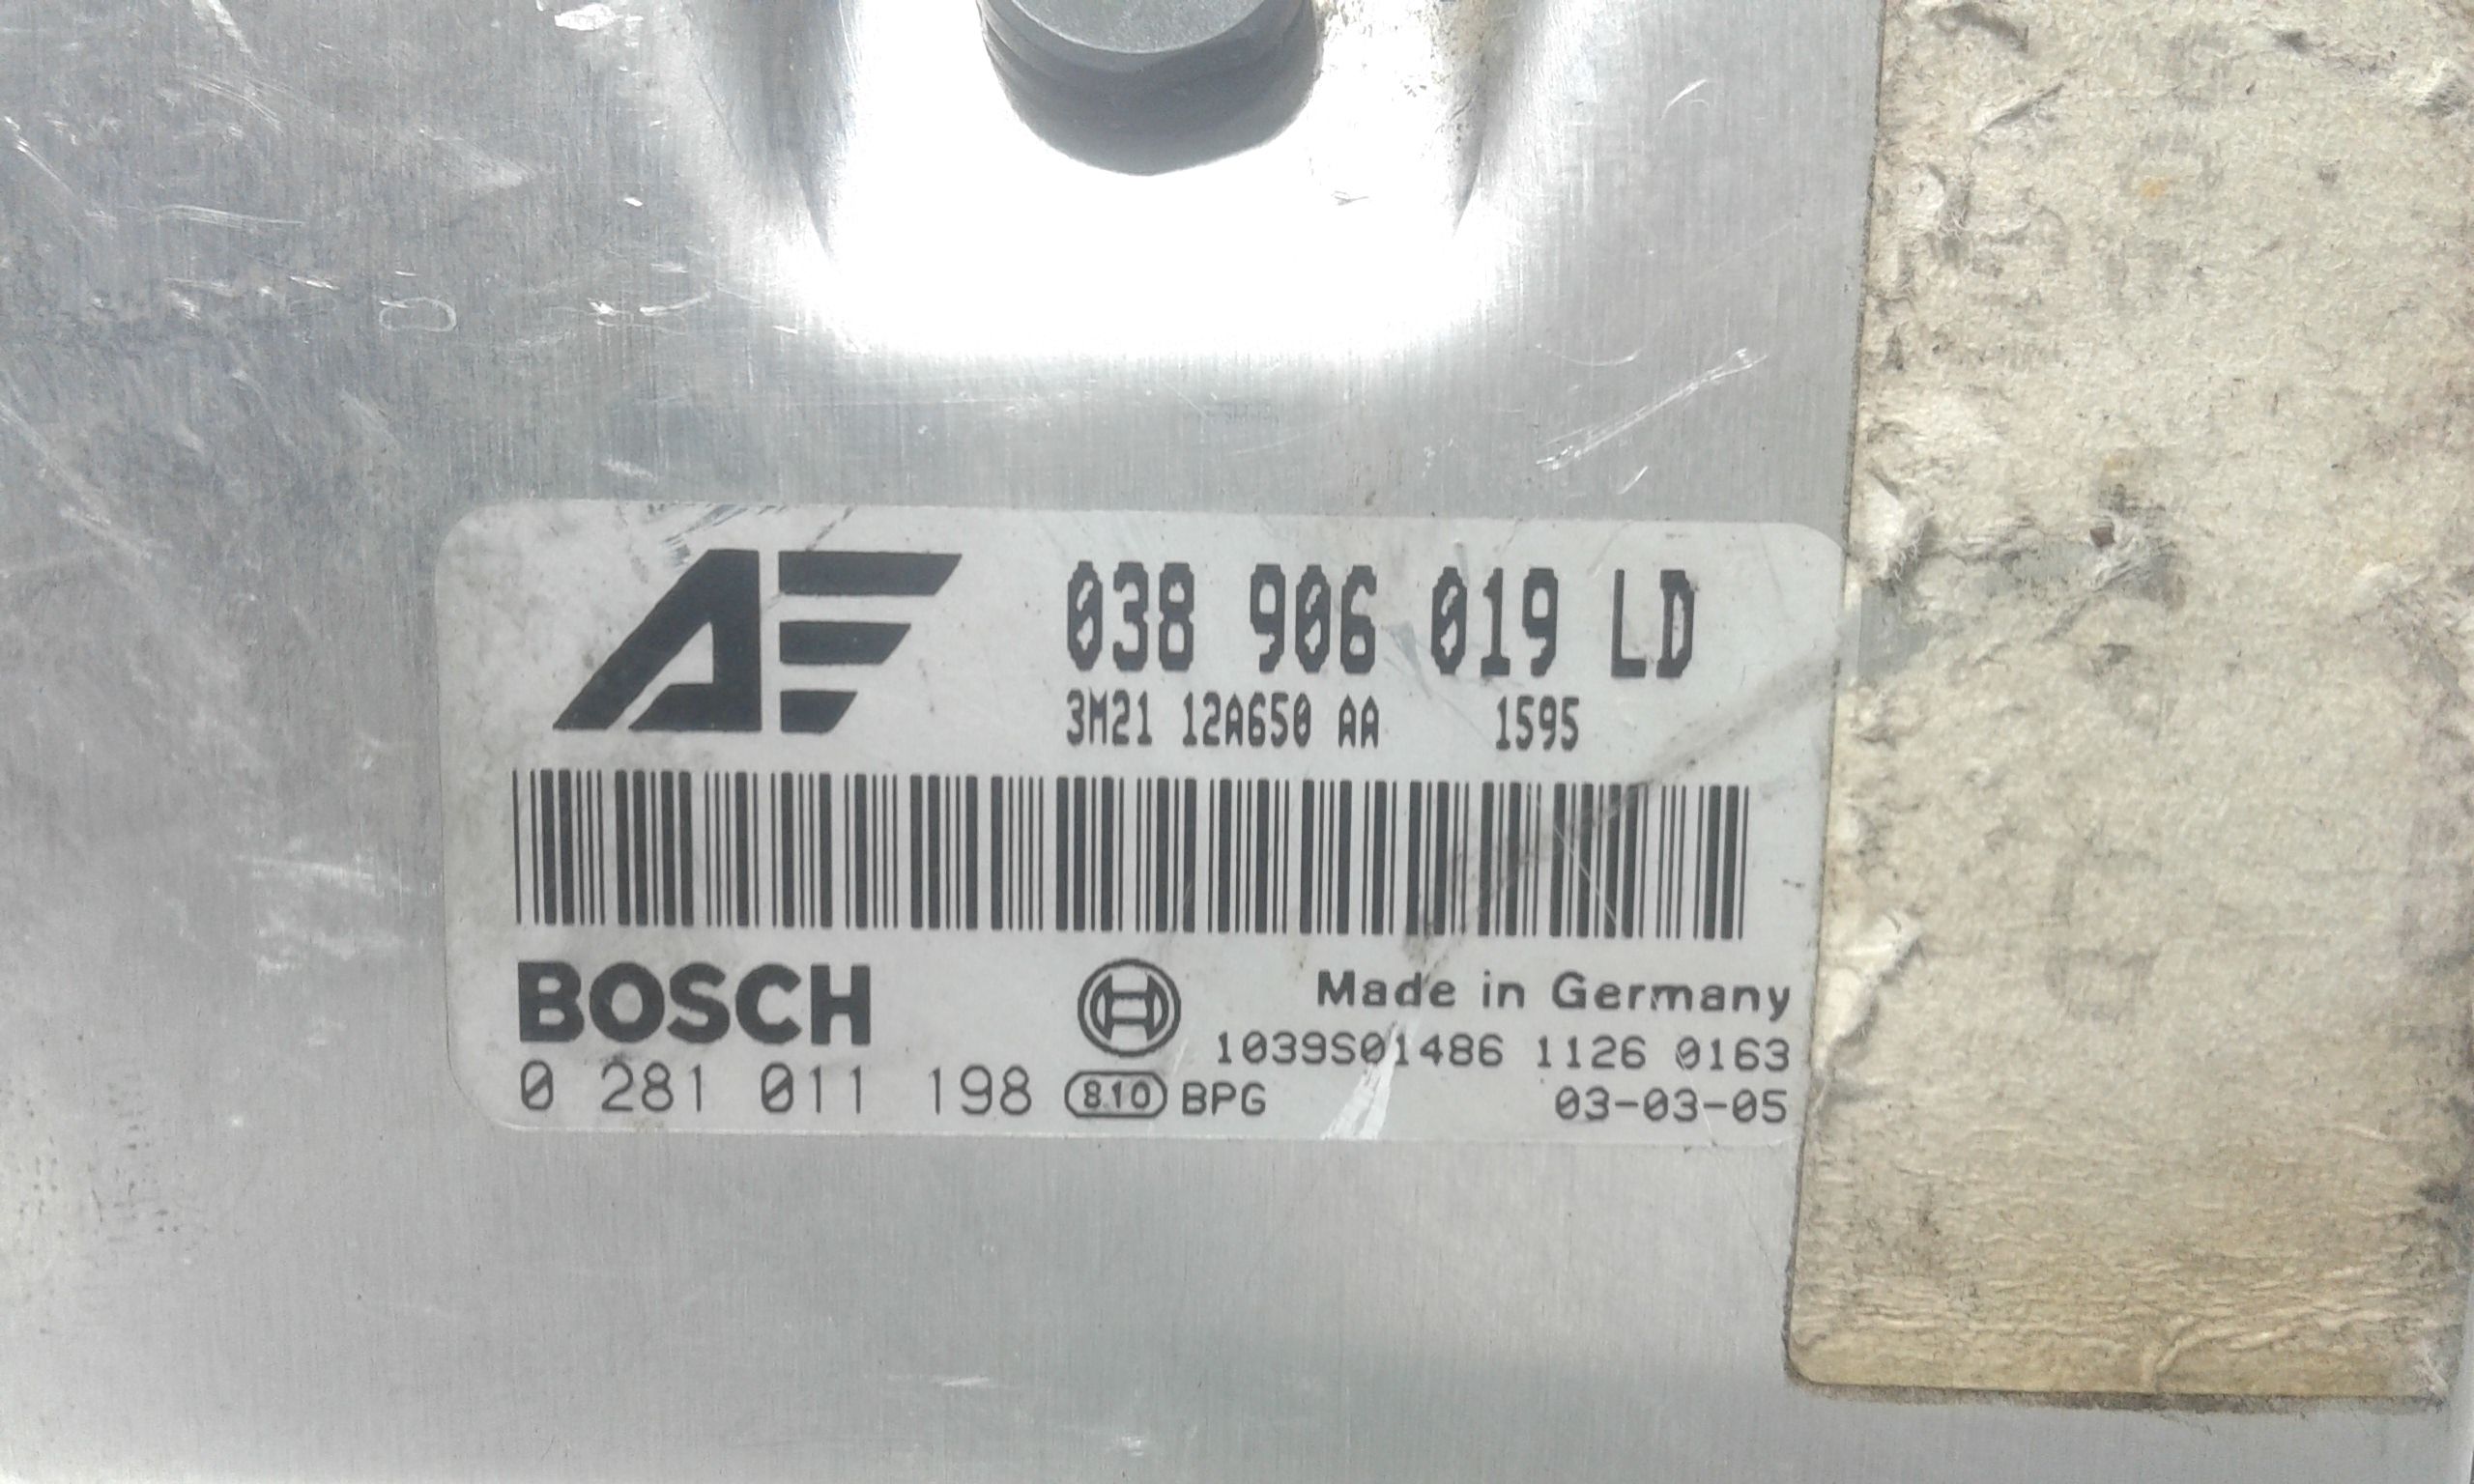 AF
038 906 019 LD
3M21 12A650 AA 1595
BOSCH
Made in Germany
1039S01486 1126 0163
0 281 011 198 8.10 BPG 03-03-05